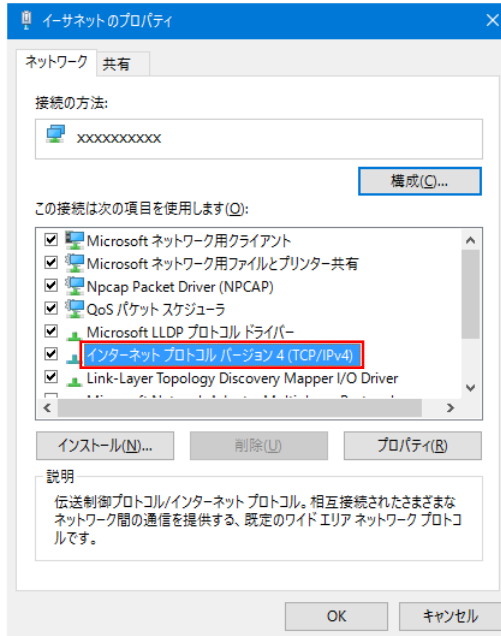 イーサネットのプロパティ
ネットワーク 共有
接続の方法:
xxxxxxxxxx
構成(C)...
この接続は次の項目を使用します(O):
Microsoft ネットワーク用クライアント
Microsoft ネットワーク用ファイルとプリンター共有
Npcap Packet Driver (NPCAP)
QoS パケット スケジューラ
Microsoft LLDP プロトコル ドライバー
インターネット プロトコル バージョン 4 (TCP/IPv4)
Link-Layer Topology Discovery Mapper I/O Driver
インストール(N)... 削除(U) プロパティ(R)
説明
伝送制御プロトコル/インターネット プロトコル。相互接続されたさまざまな
ネットワーク間の通信を提供する、既定のワイド エリア ネットワーク プロトコ
ルです。
OK キャンセル